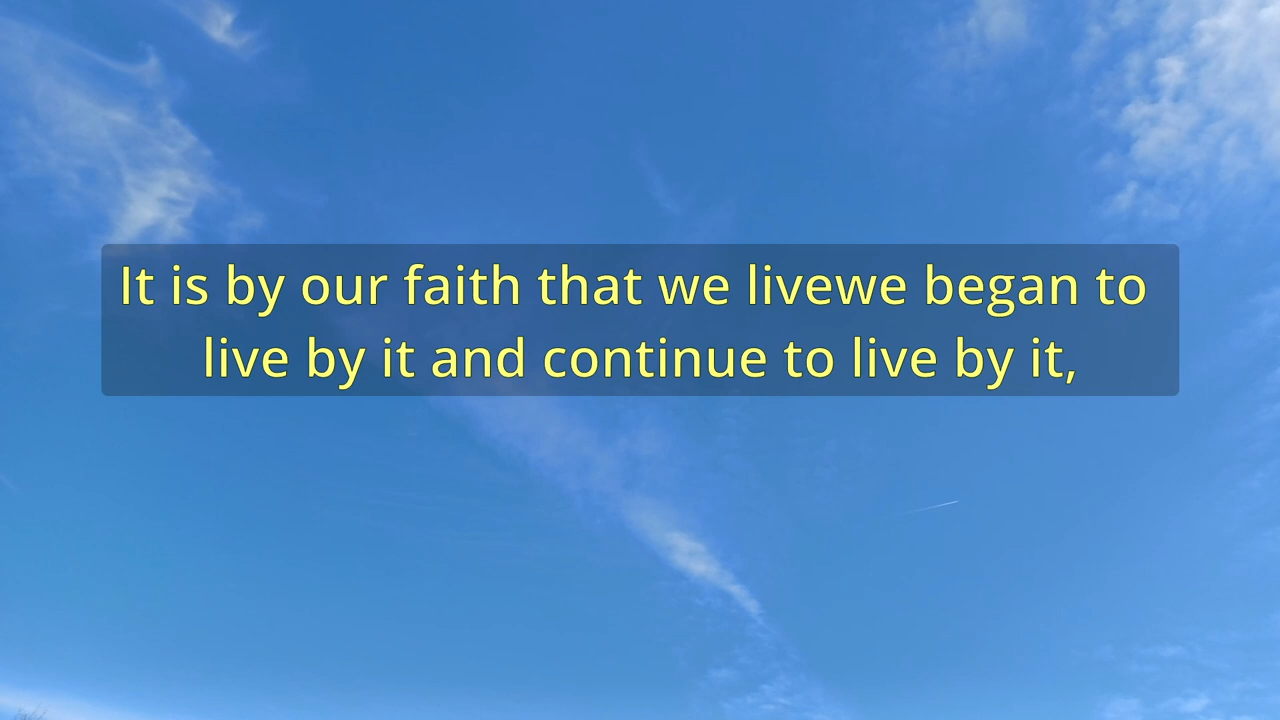 It is by our faith that we livewe began to
live by it and continue to live by it,